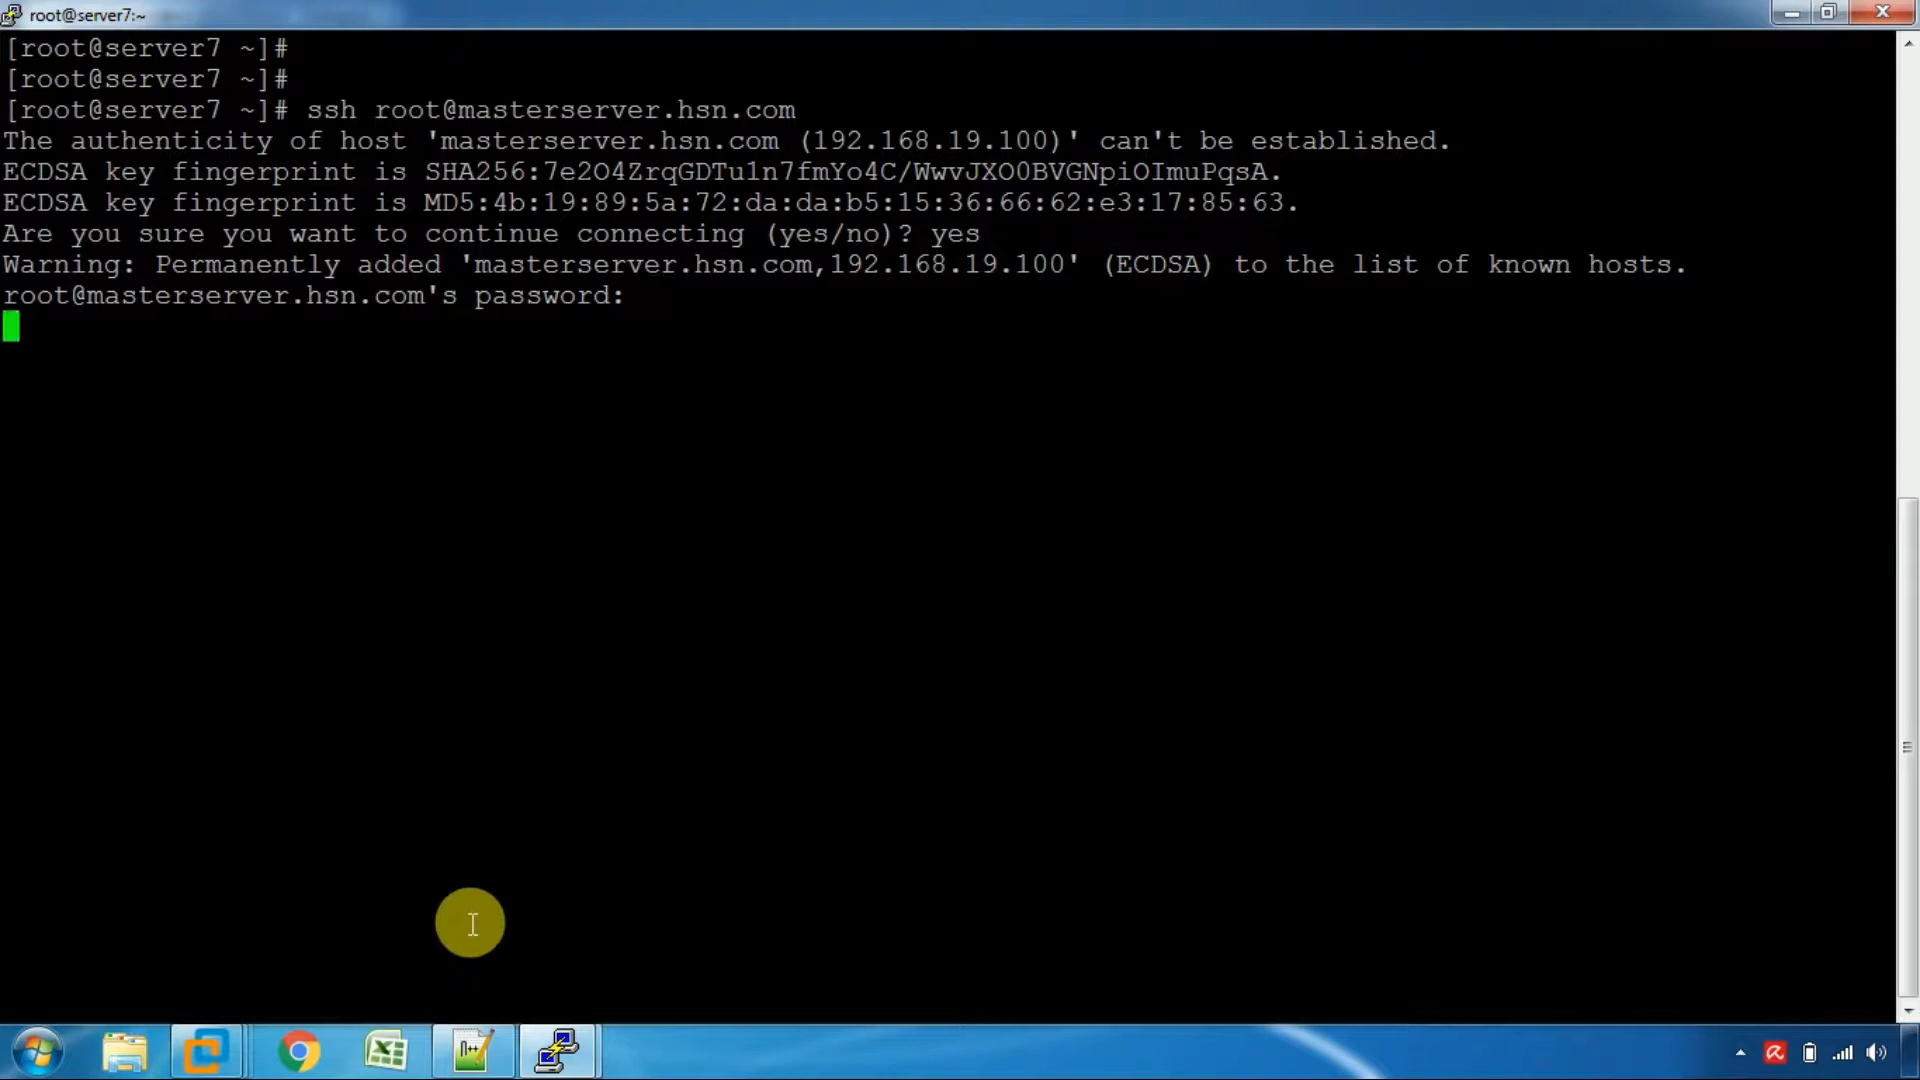 root@server7:~
[root@server7 ~]#
[root@server7 ~]#
[root@server7 ~]# ssh root@masterserver.hsn.com
The authenticity of host 'masterserver.hsn.com (192.168.19.100)' can't be established.
ECDSA key fingerprint is SHA256:7e2O4ZrqGDTu1n7fmYo4C/WwvJXO0BVGNpiOImuPqsA.
ECDSA key fingerprint is MD5:4b:19:89:5a:72:da:da:b5:15:36:66:62:e3:17:85:63.
Are you sure you want to continue connecting (yes/no)? yes
Warning: Permanently added 'masterserver.hsn.com,192.168.19.100' (ECDSA) to the list of known hosts.
root@masterserver.hsn.com's password: